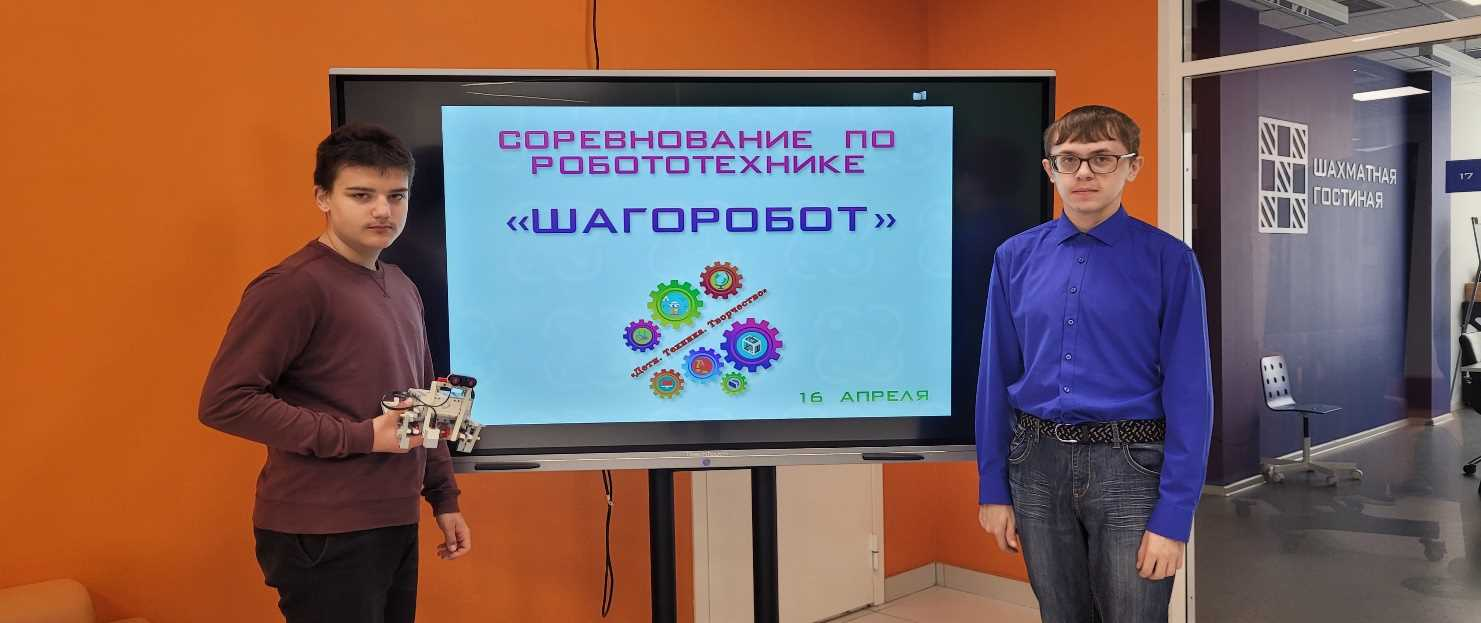 СОРЕВНОВАНИЕ ПО
РОБОТОТЕХНИКЕ
«ШАГОРОБОТ»
«Дети. Техника. Творчество»
16 АПРЕЛЯ
ШАХМАТНАЯ
ГОСТИНАЯ
17